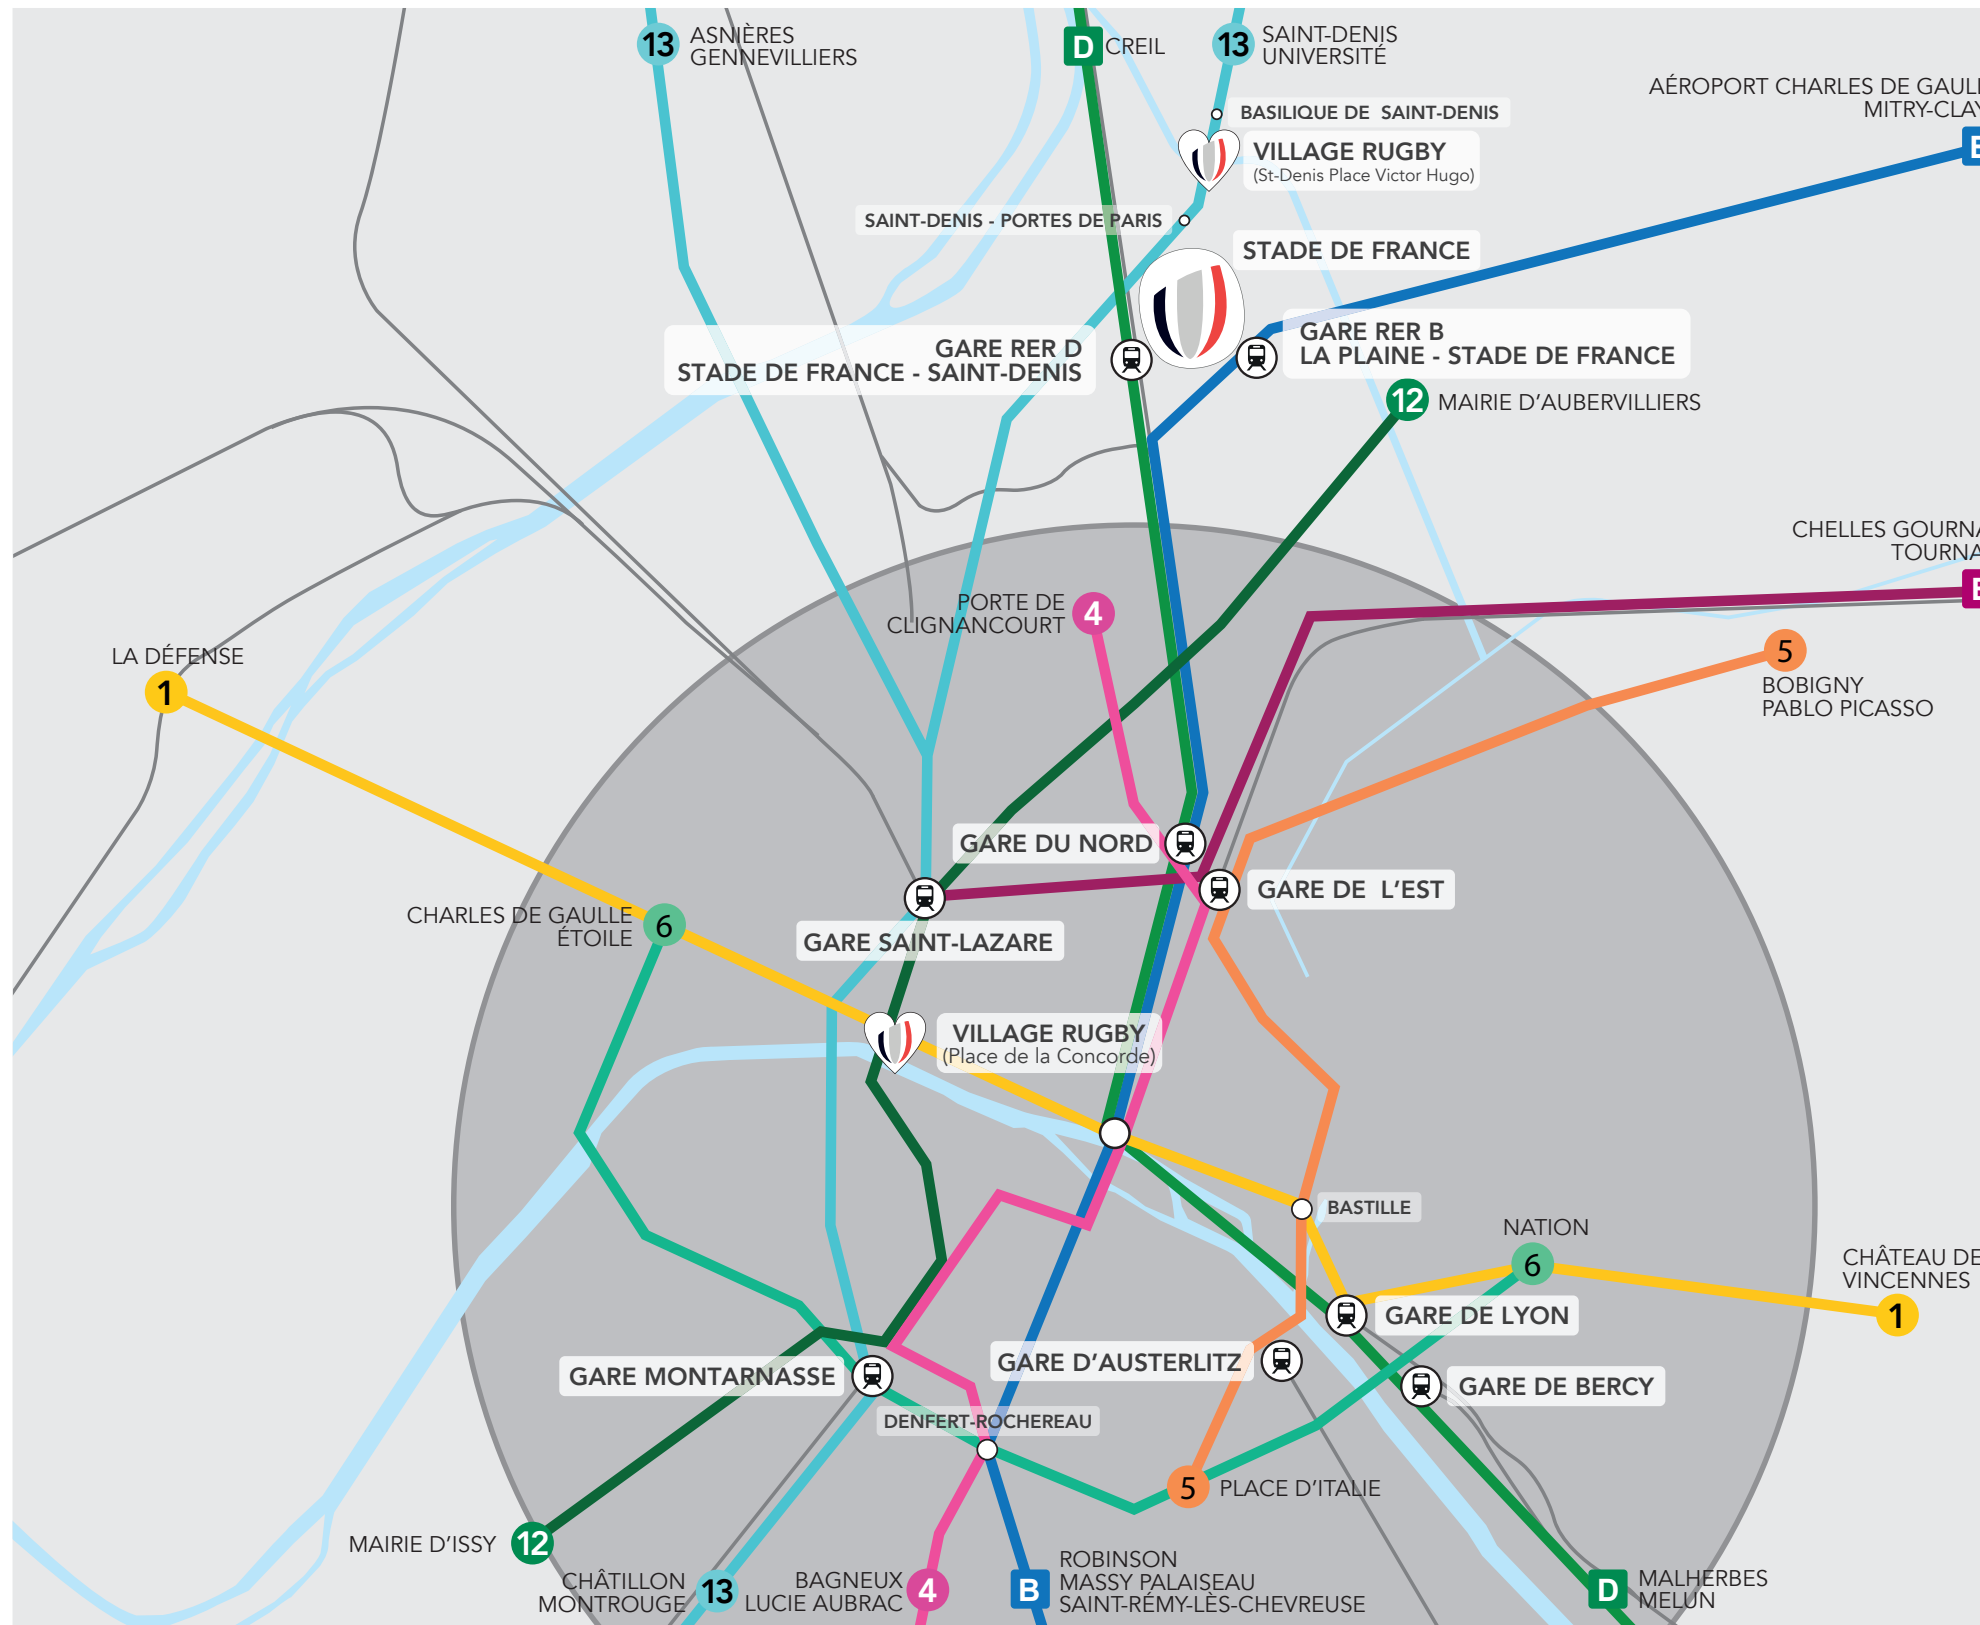 13
ASNIÈRES
GENNEVILLIERS
D
CREIL
13
SAINT-DENIS
UNIVERSITÉ
AÉROPORT CHARLES DE GAULL
MITRY-CLAY
BASILIQUE DE SAINT-DENIS
VILLAGE RUGBY
(St-Denis Place Victor Hugo)
SAINT-DENIS - PORTES DE PARIS
STADE DE FRANCE
GARE RER D
STADE DE FRANCE - SAINT-DENIS
GARE RER B
LA PLAINE - STADE DE FRANCE
12
MAIRIE D'AUBERVILLIERS
CHELLES GOURNA
TOURNA
PORTE DE
CLIGNANCOURT
4
LA DÉFENSE
1
5
BOBIGNY
PABLO PICASSO
GARE DU NORD
GARE DE L'EST
CHARLES DE GAULLE
ÉTOILE
6
GARE SAINT-LAZARE
VILLAGE RUGBY
(Place de la Concorde)
BASTILLE
NATION
6
CHÂTEAU DE
VINCENNES
1
GARE DE LYON
GARE D'AUSTERLITZ
GARE MONTARNASSE
GARE DE BERCY
DENFERT-ROCHEREAU
5
PLACE D'ITALIE
MAIRIE D'ISSY
12
CHÂTILLON
MONTROUGE
13
BAGNEUX
LUCIE AUBRAC
4
B
ROBINSON
MASSY PALAISEAU
SAINT-RÉMY-LÈS-CHEVREUSE
D
MALHERBES
MELUN